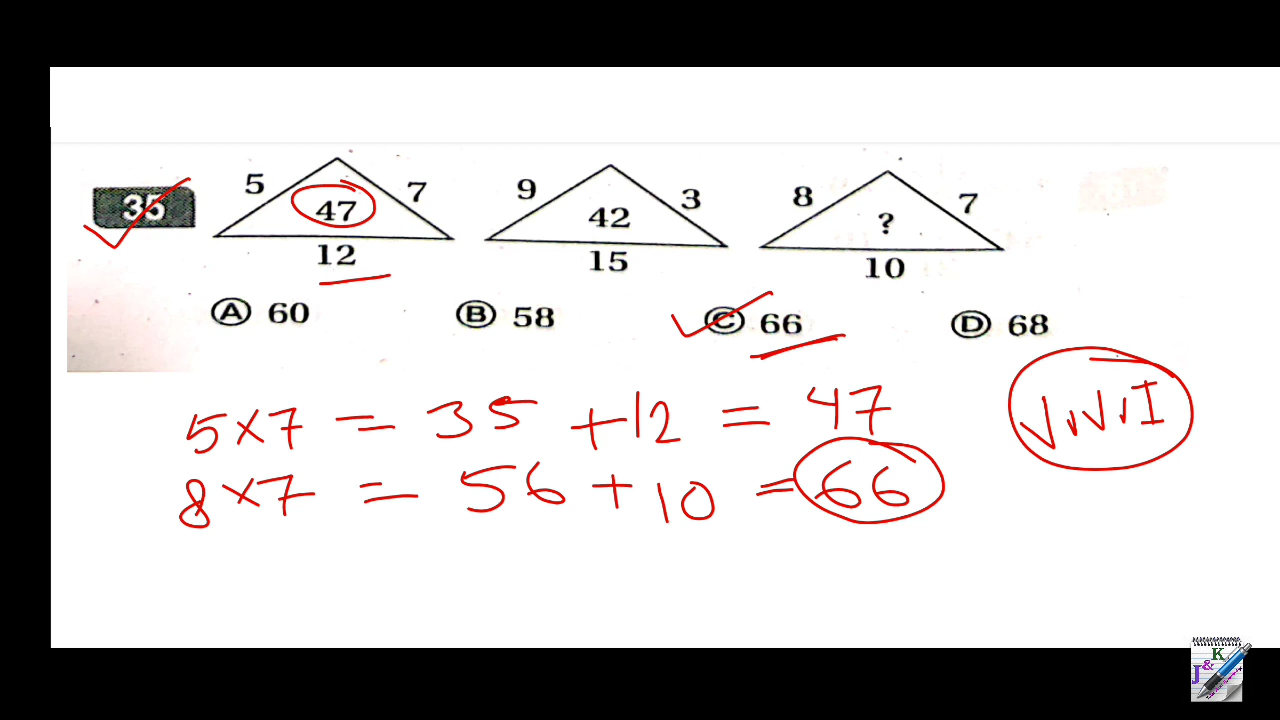 35
5 7 9 3 8 7
47 42 ?
12 15 10
Ⓐ 60 Ⓑ 58 Ⓒ 66 Ⓓ 68
5×7 = 35 +12 = 47
8×7 = 56 + 10 = 66
VVVVI
J&K